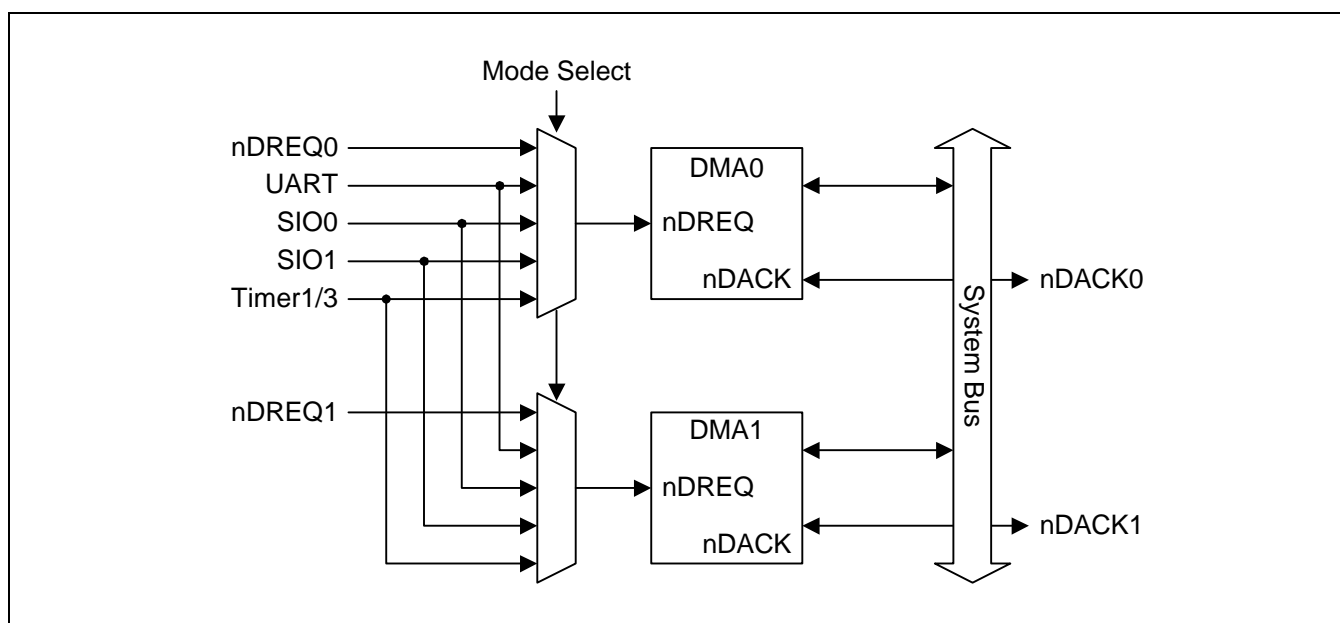 Mode Select
nDREQ0
UART
SIO0
SIO1
Timer1/3
DMA0
nDREQ
nDACK
nDACK0
System Bus
nDREQ1
DMA1
nDREQ
nDACK
nDACK1